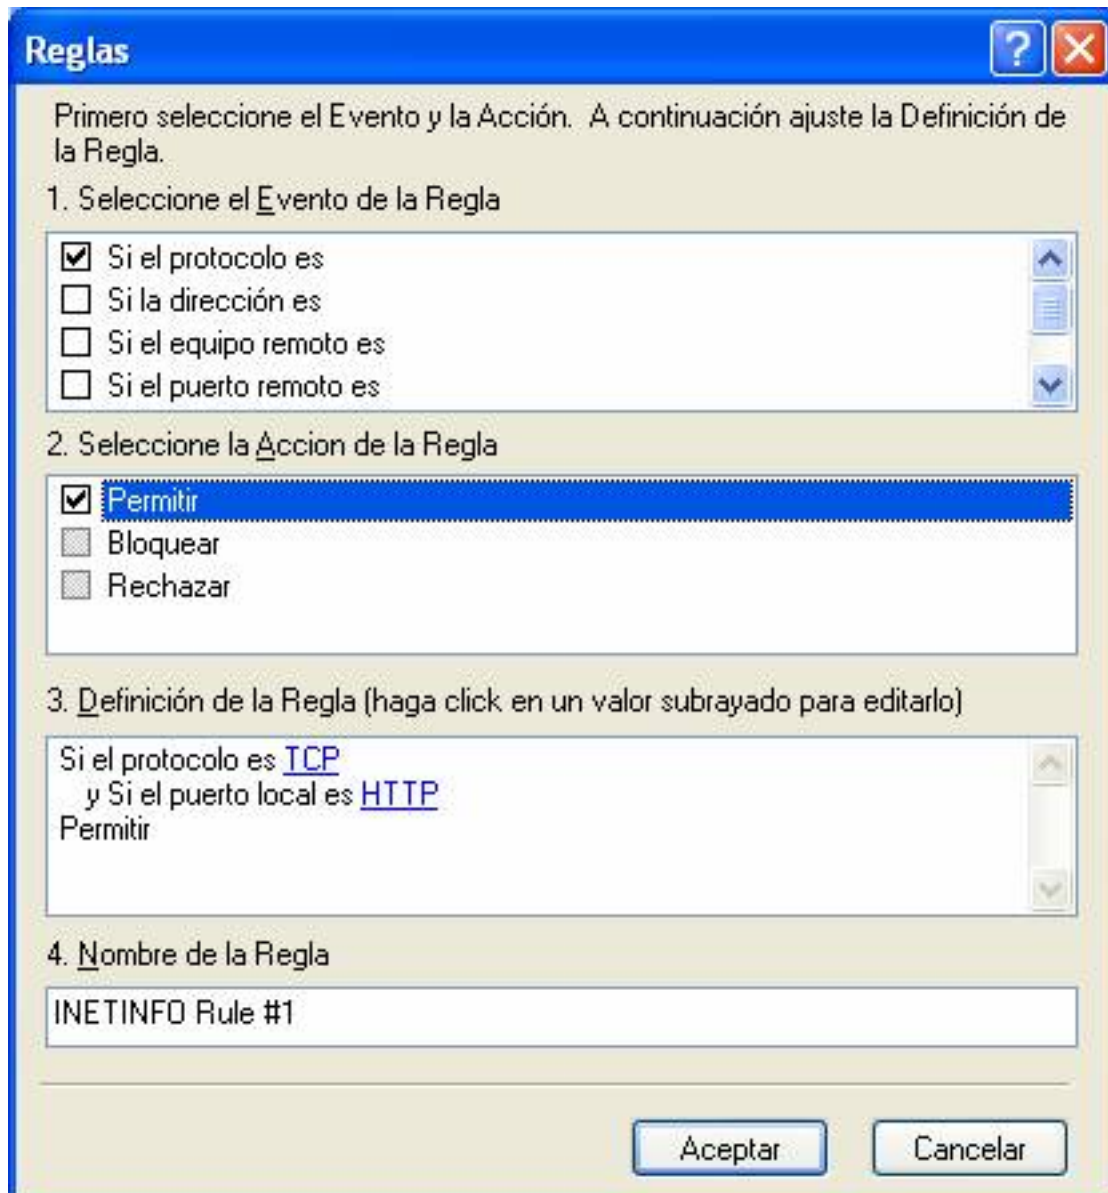 Reglas
Primero seleccione el Evento y la Acción. A continuación ajuste la Definición de
la Regla.
1. Seleccione el Evento de la Regla
Si el protocolo es
Si la dirección es
Si el equipo remoto es
Si el puerto remoto es
2. Seleccione la Accion de la Regla
Permitir
Bloquear
Rechazar
3. Definición de la Regla (haga click en un valor subrayado para editarlo)
Si el protocolo es TCP
y Si el puerto local es HTTP
Permitir
4. Nombre de la Regla
INETINFO Rule #1
Aceptar Cancelar